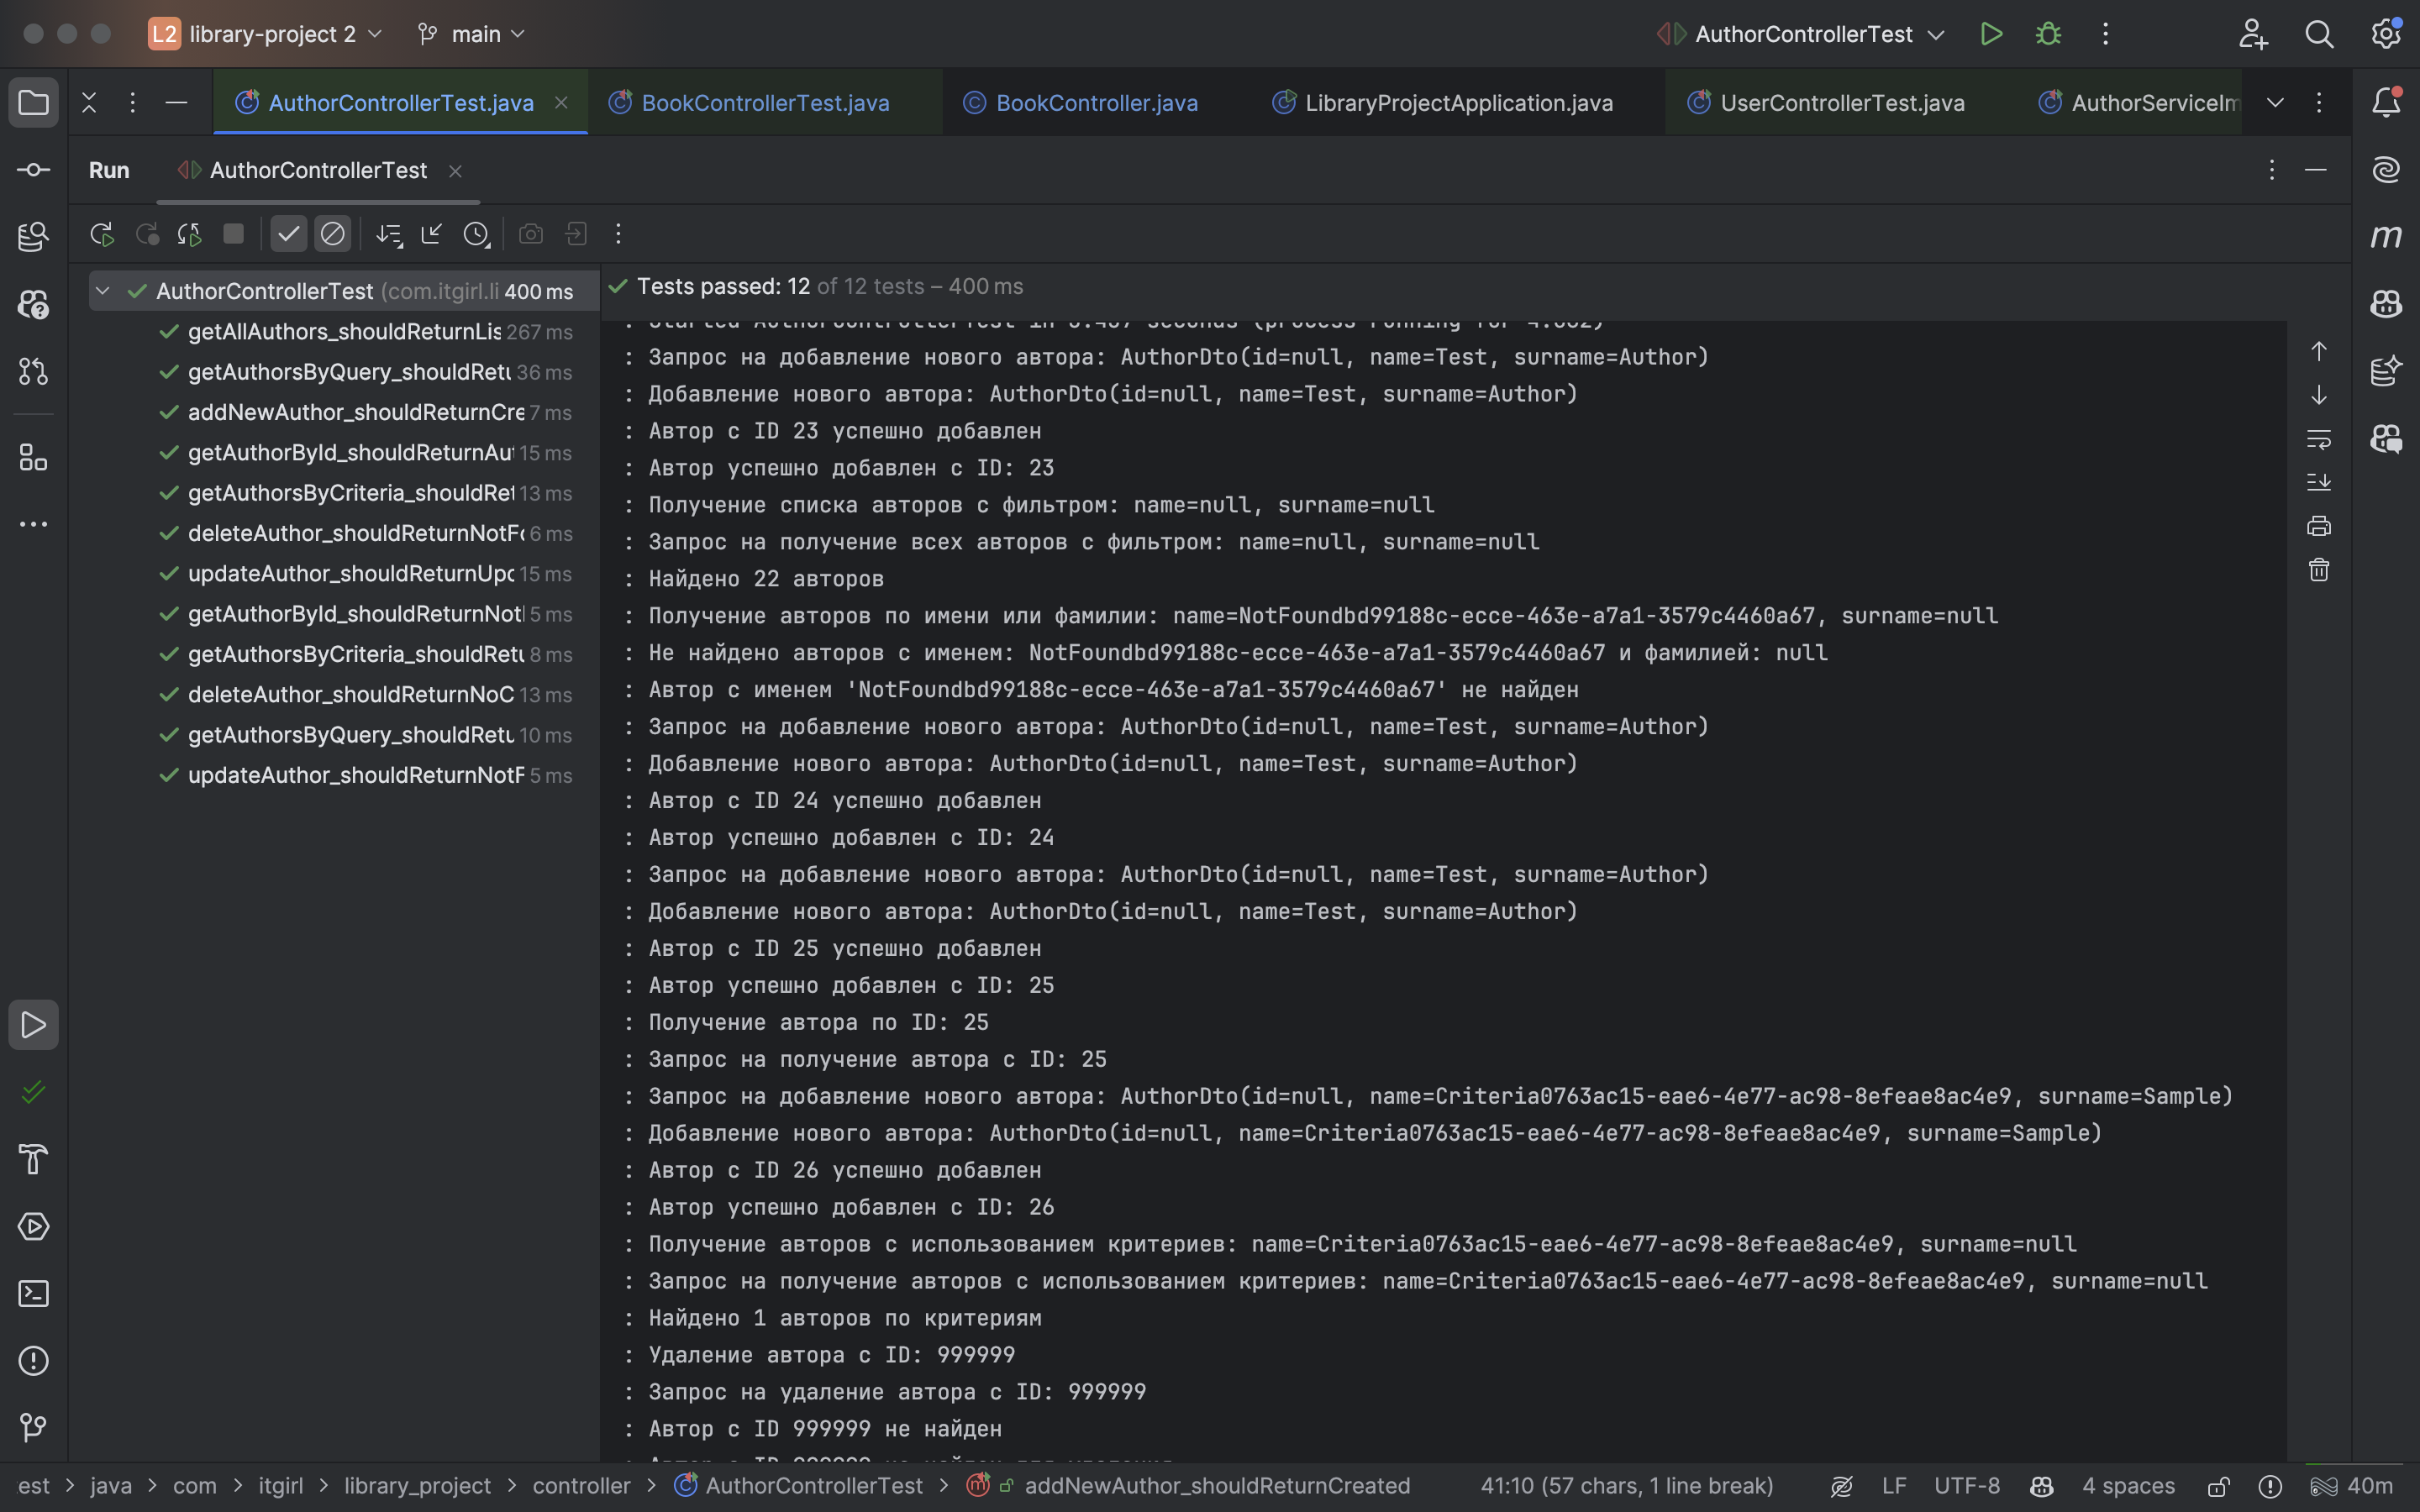 L2 library-project 2 main AuthorControllerTest
AuthorControllerTest.java BookControllerTest.java BookController.java LibraryProjectApplication.java UserControllerTest.java AuthorServiceIm
Run AuthorControllerTest
AuthorControllerTest (com.itgirl.li 400 ms
getAllAuthors_shouldReturnLis 267 ms
getAuthorsByQuery_shouldRetu 36 ms
addNewAuthor_shouldReturnCre 7 ms
getAuthorById_shouldReturnAut 15 ms
getAuthorsByCriteria_shouldRet 13 ms
deleteAuthor_shouldReturnNotFo 6 ms
updateAuthor_shouldReturnUpd 15 ms
getAuthorById_shouldReturnNotF 5 ms
getAuthorsByCriteria_shouldRetu 8 ms
deleteAuthor_shouldReturnNoC 13 ms
getAuthorsByQuery_shouldRetu 10 ms
updateAuthor_shouldReturnNotF 5 ms
Tests passed: 12 of 12 tests – 400 ms
: Запрос на добавление нового автора: AuthorDto(id=null, name=Test, surname=Author)
: Добавление нового автора: AuthorDto(id=null, name=Test, surname=Author)
: Автор с ID 23 успешно добавлен
: Автор успешно добавлен с ID: 23
: Получение списка авторов с фильтром: name=null, surname=null
: Запрос на получение всех авторов с фильтром: name=null, surname=null
: Найдено 22 авторов
: Получение авторов по имени или фамилии: name=NotFoundbd99188c-ecce-463e-a7a1-3579c4460a67, surname=null
: Не найдено авторов с именем: NotFoundbd99188c-ecce-463e-a7a1-3579c4460a67 и фамилией: null
: Автор с именем 'NotFoundbd99188c-ecce-463e-a7a1-3579c4460a67' не найден
: Запрос на добавление нового автора: AuthorDto(id=null, name=Test, surname=Author)
: Добавление нового автора: AuthorDto(id=null, name=Test, surname=Author)
: Автор с ID 24 успешно добавлен
: Автор успешно добавлен с ID: 24
: Запрос на добавление нового автора: AuthorDto(id=null, name=Test, surname=Author)
: Добавление нового автора: AuthorDto(id=null, name=Test, surname=Author)
: Автор с ID 25 успешно добавлен
: Автор успешно добавлен с ID: 25
: Получение автора по ID: 25
: Запрос на получение автора с ID: 25
: Запрос на добавление нового автора: AuthorDto(id=null, name=Criteria0763ac15-eae6-4e77-ac98-8efeae8ac4e9, surname=Sample)
: Добавление нового автора: AuthorDto(id=null, name=Criteria0763ac15-eae6-4e77-ac98-8efeae8ac4e9, surname=Sample)
: Автор с ID 26 успешно добавлен
: Автор успешно добавлен с ID: 26
: Получение авторов с использованием критериев: name=Criteria0763ac15-eae6-4e77-ac98-8efeae8ac4e9, surname=null
: Запрос на получение авторов с использованием критериев: name=Criteria0763ac15-eae6-4e77-ac98-8efeae8ac4e9, surname=null
: Найдено 1 авторов по критериям
: Удаление автора с ID: 999999
: Запрос на удаление автора с ID: 999999
: Автор с ID 999999 не найден
est > java > com > itgirl > library_project > controller > AuthorControllerTest > addNewAuthor_shouldReturnCreated 41:10 (57 chars, 1 line break) LF UTF-8 4 spaces 40m